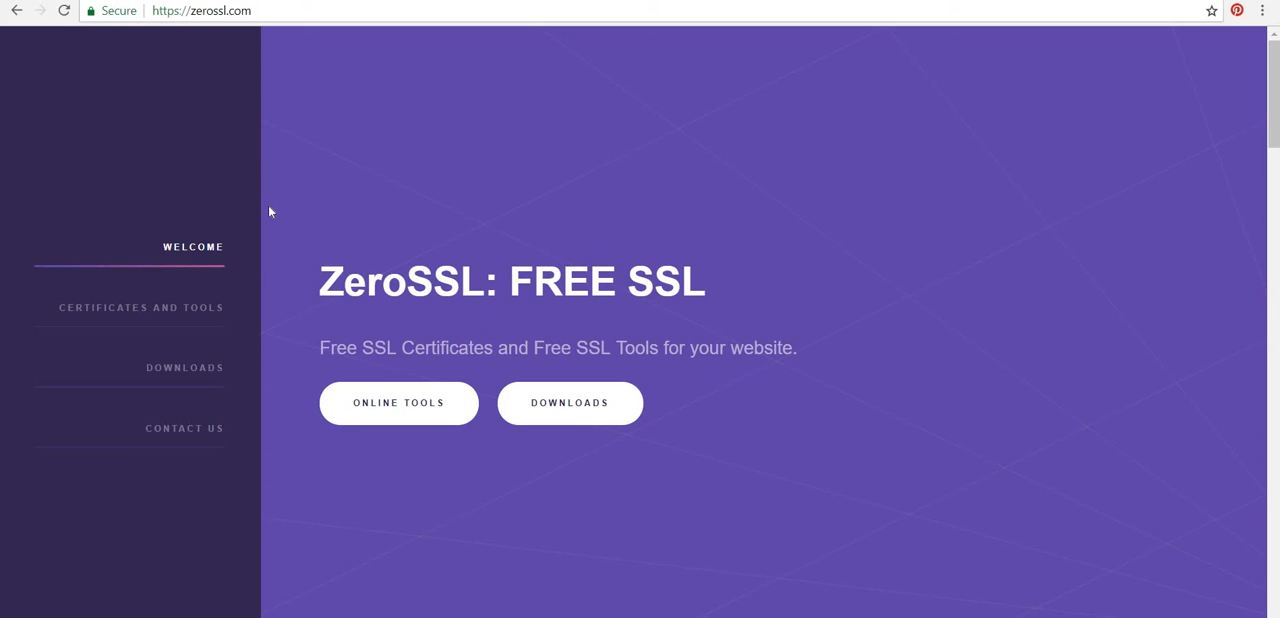 Secure https://zerossl.com
WELCOME
CERTIFICATES AND TOOLS
DOWNLOADS
CONTACT US
ZeroSSL: FREE SSL
Free SSL Certificates and Free SSL Tools for your website.
ONLINE TOOLS DOWNLOADS